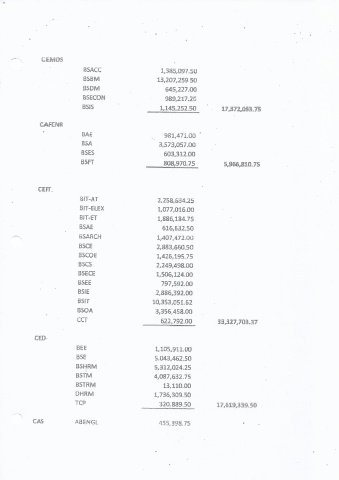 CEMDS
BSACC 1,385,097.50
BSBM 13,207,259.50
BSDM 645,227.00
BSECON 989,217.25
BSIS 1,145,252.50 17,372,053.75
CAFENR
BAE 981,471.00
BSA 3,573,057.00
BSES 603,312.00
BSFT 808,970.75 5,966,810.75
CEIT.
BIT-AT 2,258,634.25
BIT-ELEX 1,077,016.00
BIT-ET 1,886,184.75
BSAE 616,632.50
BSARCH 1,407,472.00
BSCE 2,883,660.50
BSCOE 1,426,195.75
BSCS 2,249,498.00
BSECE 1,506,124.00
BSEE 797,592.00
BSIE 2,886,392.00
BSIT 10,353,051.62
BSOA 3,356,458.00
CCT 622,792.00 33,327,703.37
CED
BEE 1,105,911.00
BSE 5,043,462.50
BSHRM 5,312,024.25
BSTM 4,087,632.75
BSTRM 13,110.00
DHRM 1,736,309.50
TCP 320,889.50 17,619,339.50
CAS ABENGL 455,398.75